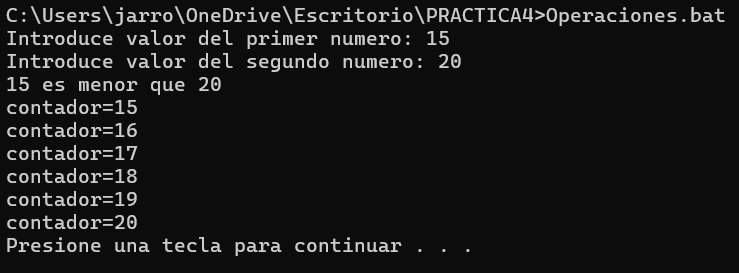 C:\Users\jarro\OneDrive\Escritorio\PRACTICA4>Operaciones.bat
Introduce valor del primer numero: 15
Introduce valor del segundo numero: 20
15 es menor que 20
contador=15
contador=16
contador=17
contador=18
contador=19
contador=20
Presione una tecla para continuar . . .